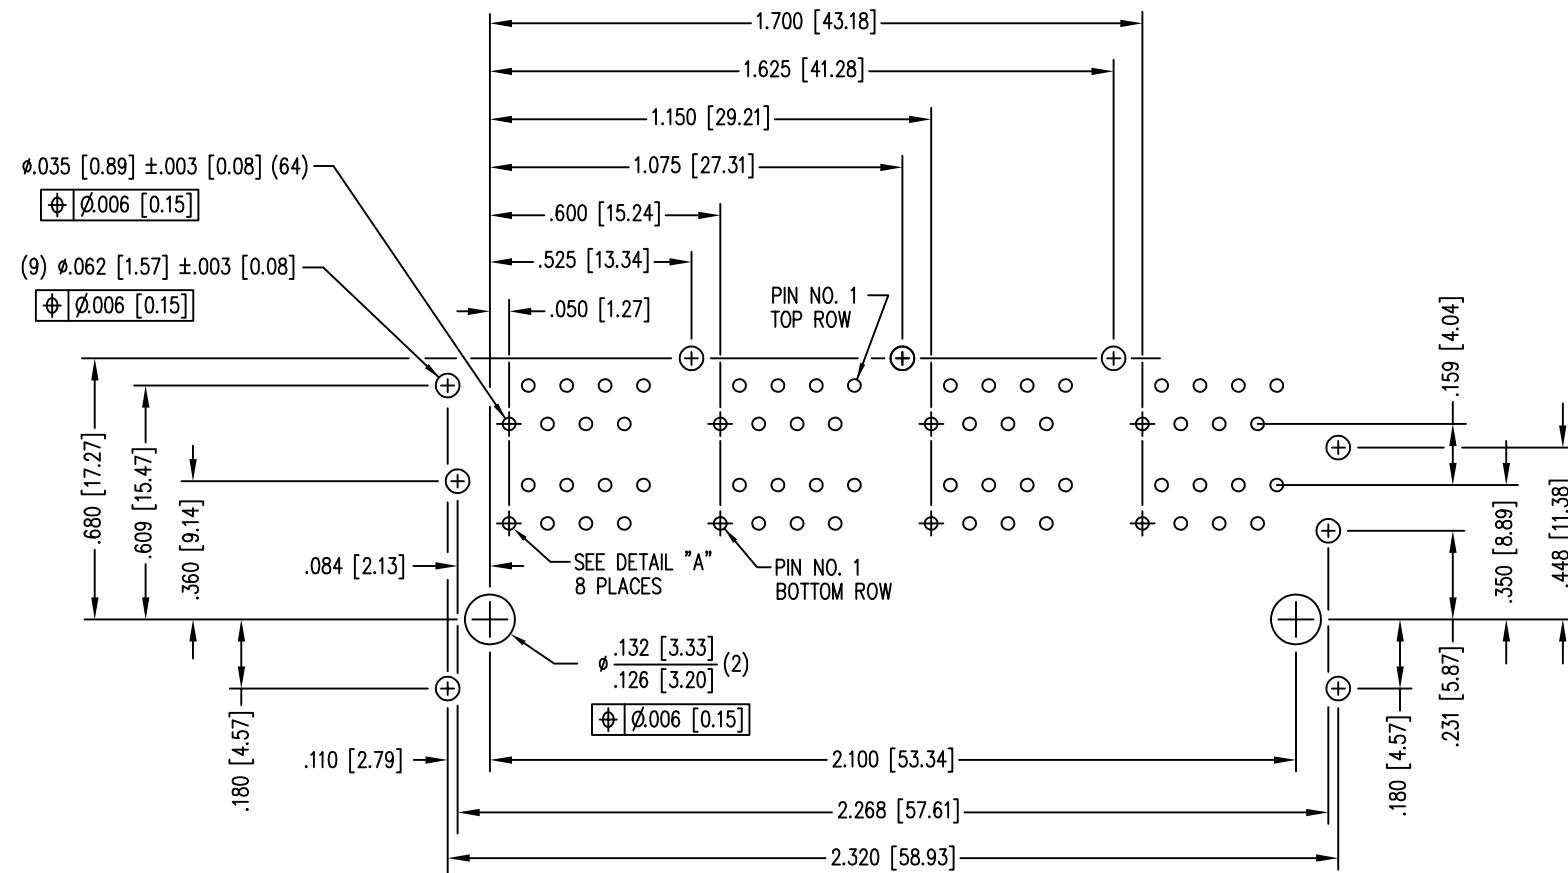 1.700 [43.18]
1.625 [41.28]
1.150 [29.21]
1.075 [27.31]
.600 [15.24]
.525 [13.34]
.050 [1.27]
ø.035 [0.89] ±.003 [0.08] (64)
⌖ Ø.006 [0.15]
(9) ø.062 [1.57] ±.003 [0.08]
⌖ Ø.006 [0.15]
PIN NO. 1
TOP ROW
.159 [4.04]
.680 [17.27]
.609 [15.47]
.360 [9.14]
.084 [2.13]
SEE DETAIL "A"
8 PLACES
PIN NO. 1
BOTTOM ROW
.350 [8.89]
.448 [11.38]
ø .132 [3.33]
.126 [3.20] (2)
⌖ Ø.006 [0.15]
.231 [5.87]
.180 [4.57]
.180 [4.57]
.110 [2.79]
2.100 [53.34]
2.268 [57.61]
2.320 [58.93]